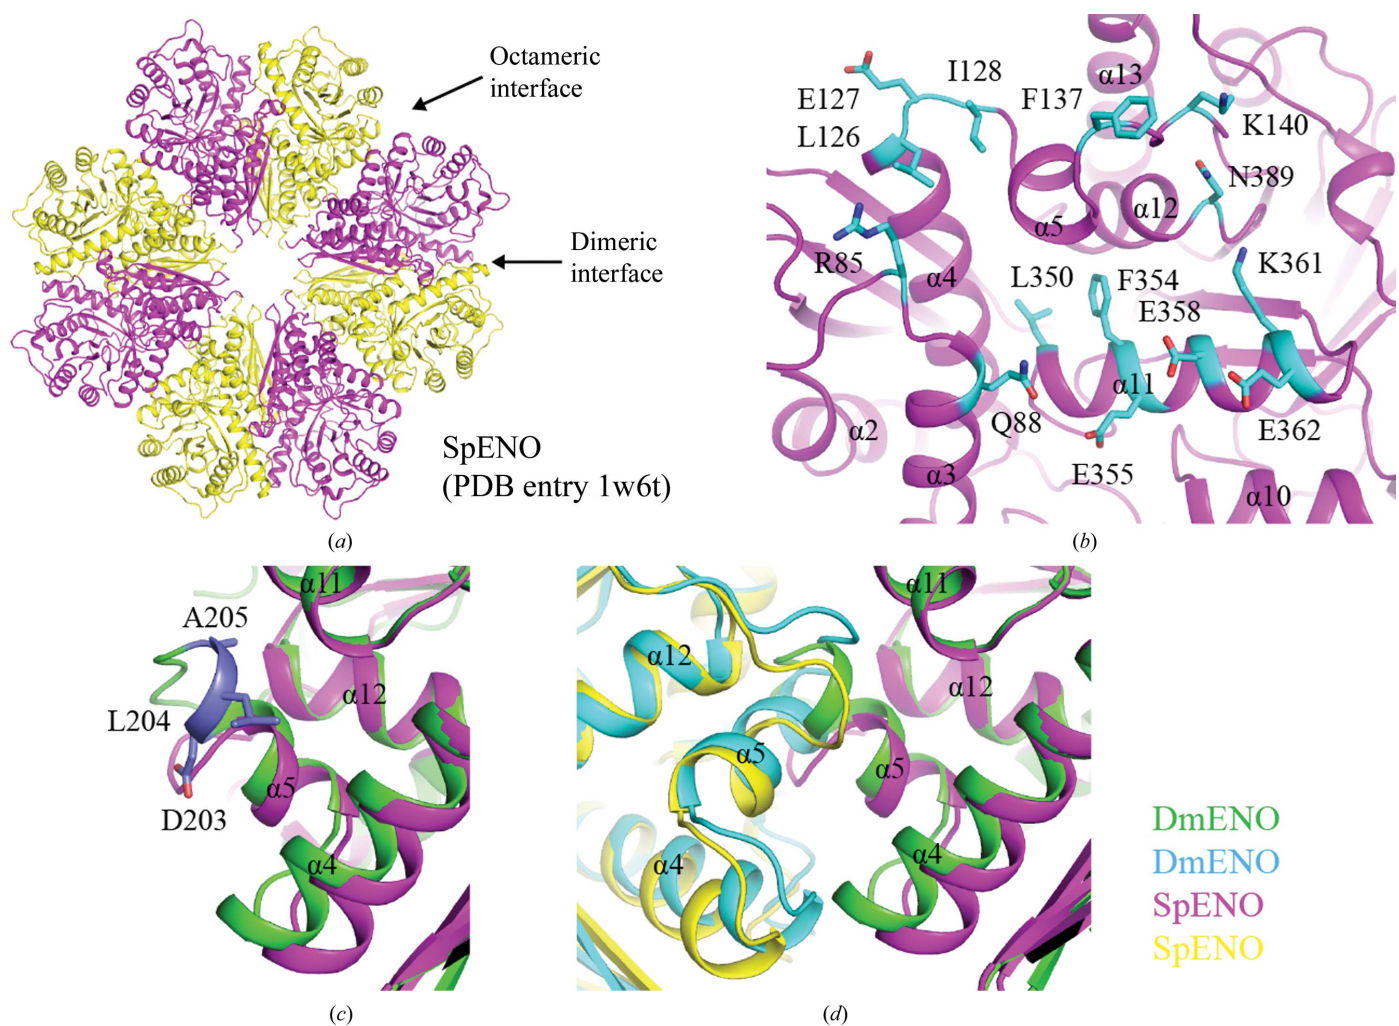 Octameric
interface
Dimeric
interface
SpENO
(PDB entry 1w6t)
(a)
E127
I128
F137
α13
K140
L126
N389
α12
α5
R85
α4
L350
F354
K361
E358
α11
α2
Q88
E362
α3
E355
α10
(b)
α11
A205
α12
L204
α5
D203
α4
(c)
α11
α12
α12
α5
α5
α4
α4
DmENO
DmENO
SpENO
SpENO
(d)